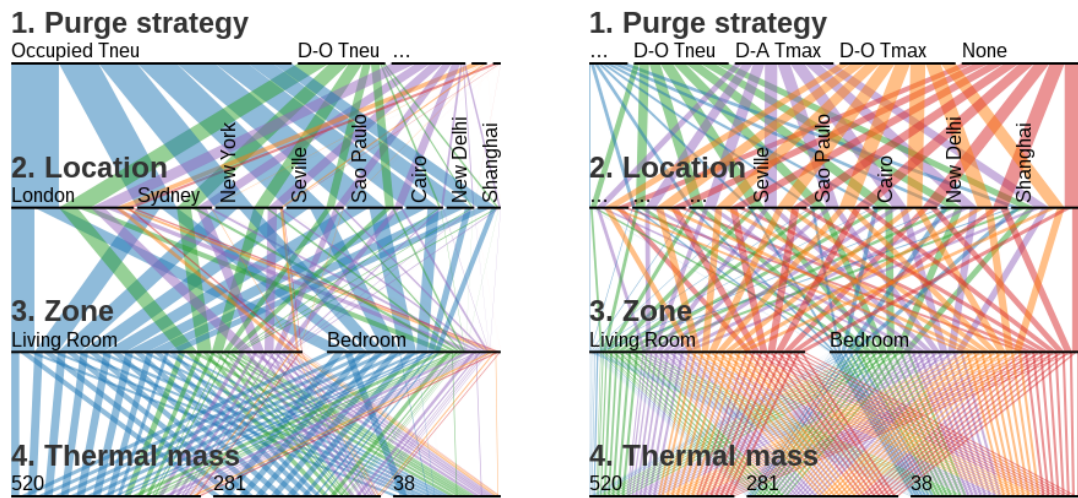 1. Purge strategy
Occupied Tneu D-O Tneu ...
2. Location
London Sydney New York Seville Sao Paulo Cairo New Delhi Shanghai
3. Zone
Living Room Bedroom
4. Thermal mass
520 281 38
1. Purge strategy
... D-O Tneu D-A Tmax D-O Tmax None
2. Location
... ... ... Seville Sao Paulo Cairo New Delhi Shanghai
3. Zone
Living Room Bedroom
4. Thermal mass
520 281 38